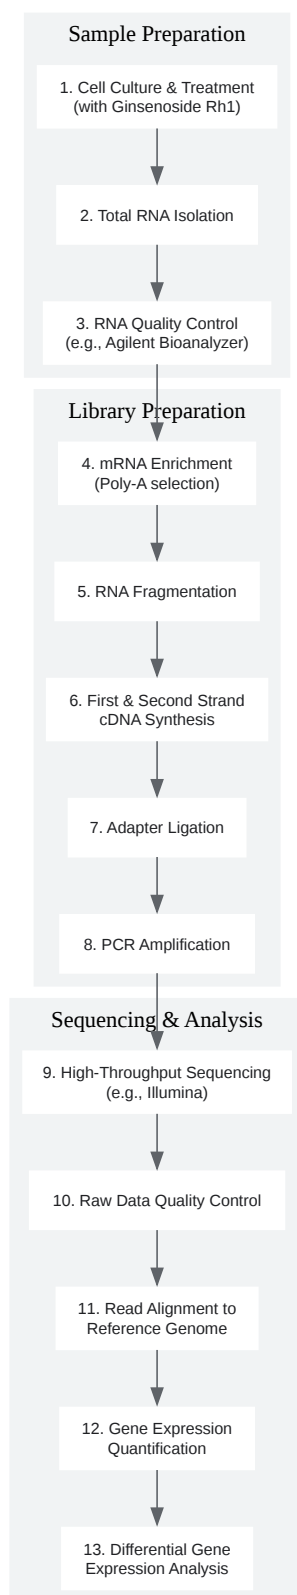 Sample Preparation
1. Cell Culture & Treatment
(with Ginsenoside Rh1)
2. Total RNA Isolation
3. RNA Quality Control
(e.g., Agilent Bioanalyzer)
Library Preparation
4. mRNA Enrichment
(Poly-A selection)
5. RNA Fragmentation
6. First & Second Strand
cDNA Synthesis
7. Adapter Ligation
8. PCR Amplification
Sequencing & Analysis
9. High-Throughput Sequencing
(e.g., Illumina)
10. Raw Data Quality Control
11. Read Alignment to
Reference Genome
12. Gene Expression
Quantification
13. Differential Gene
Expression Analysis